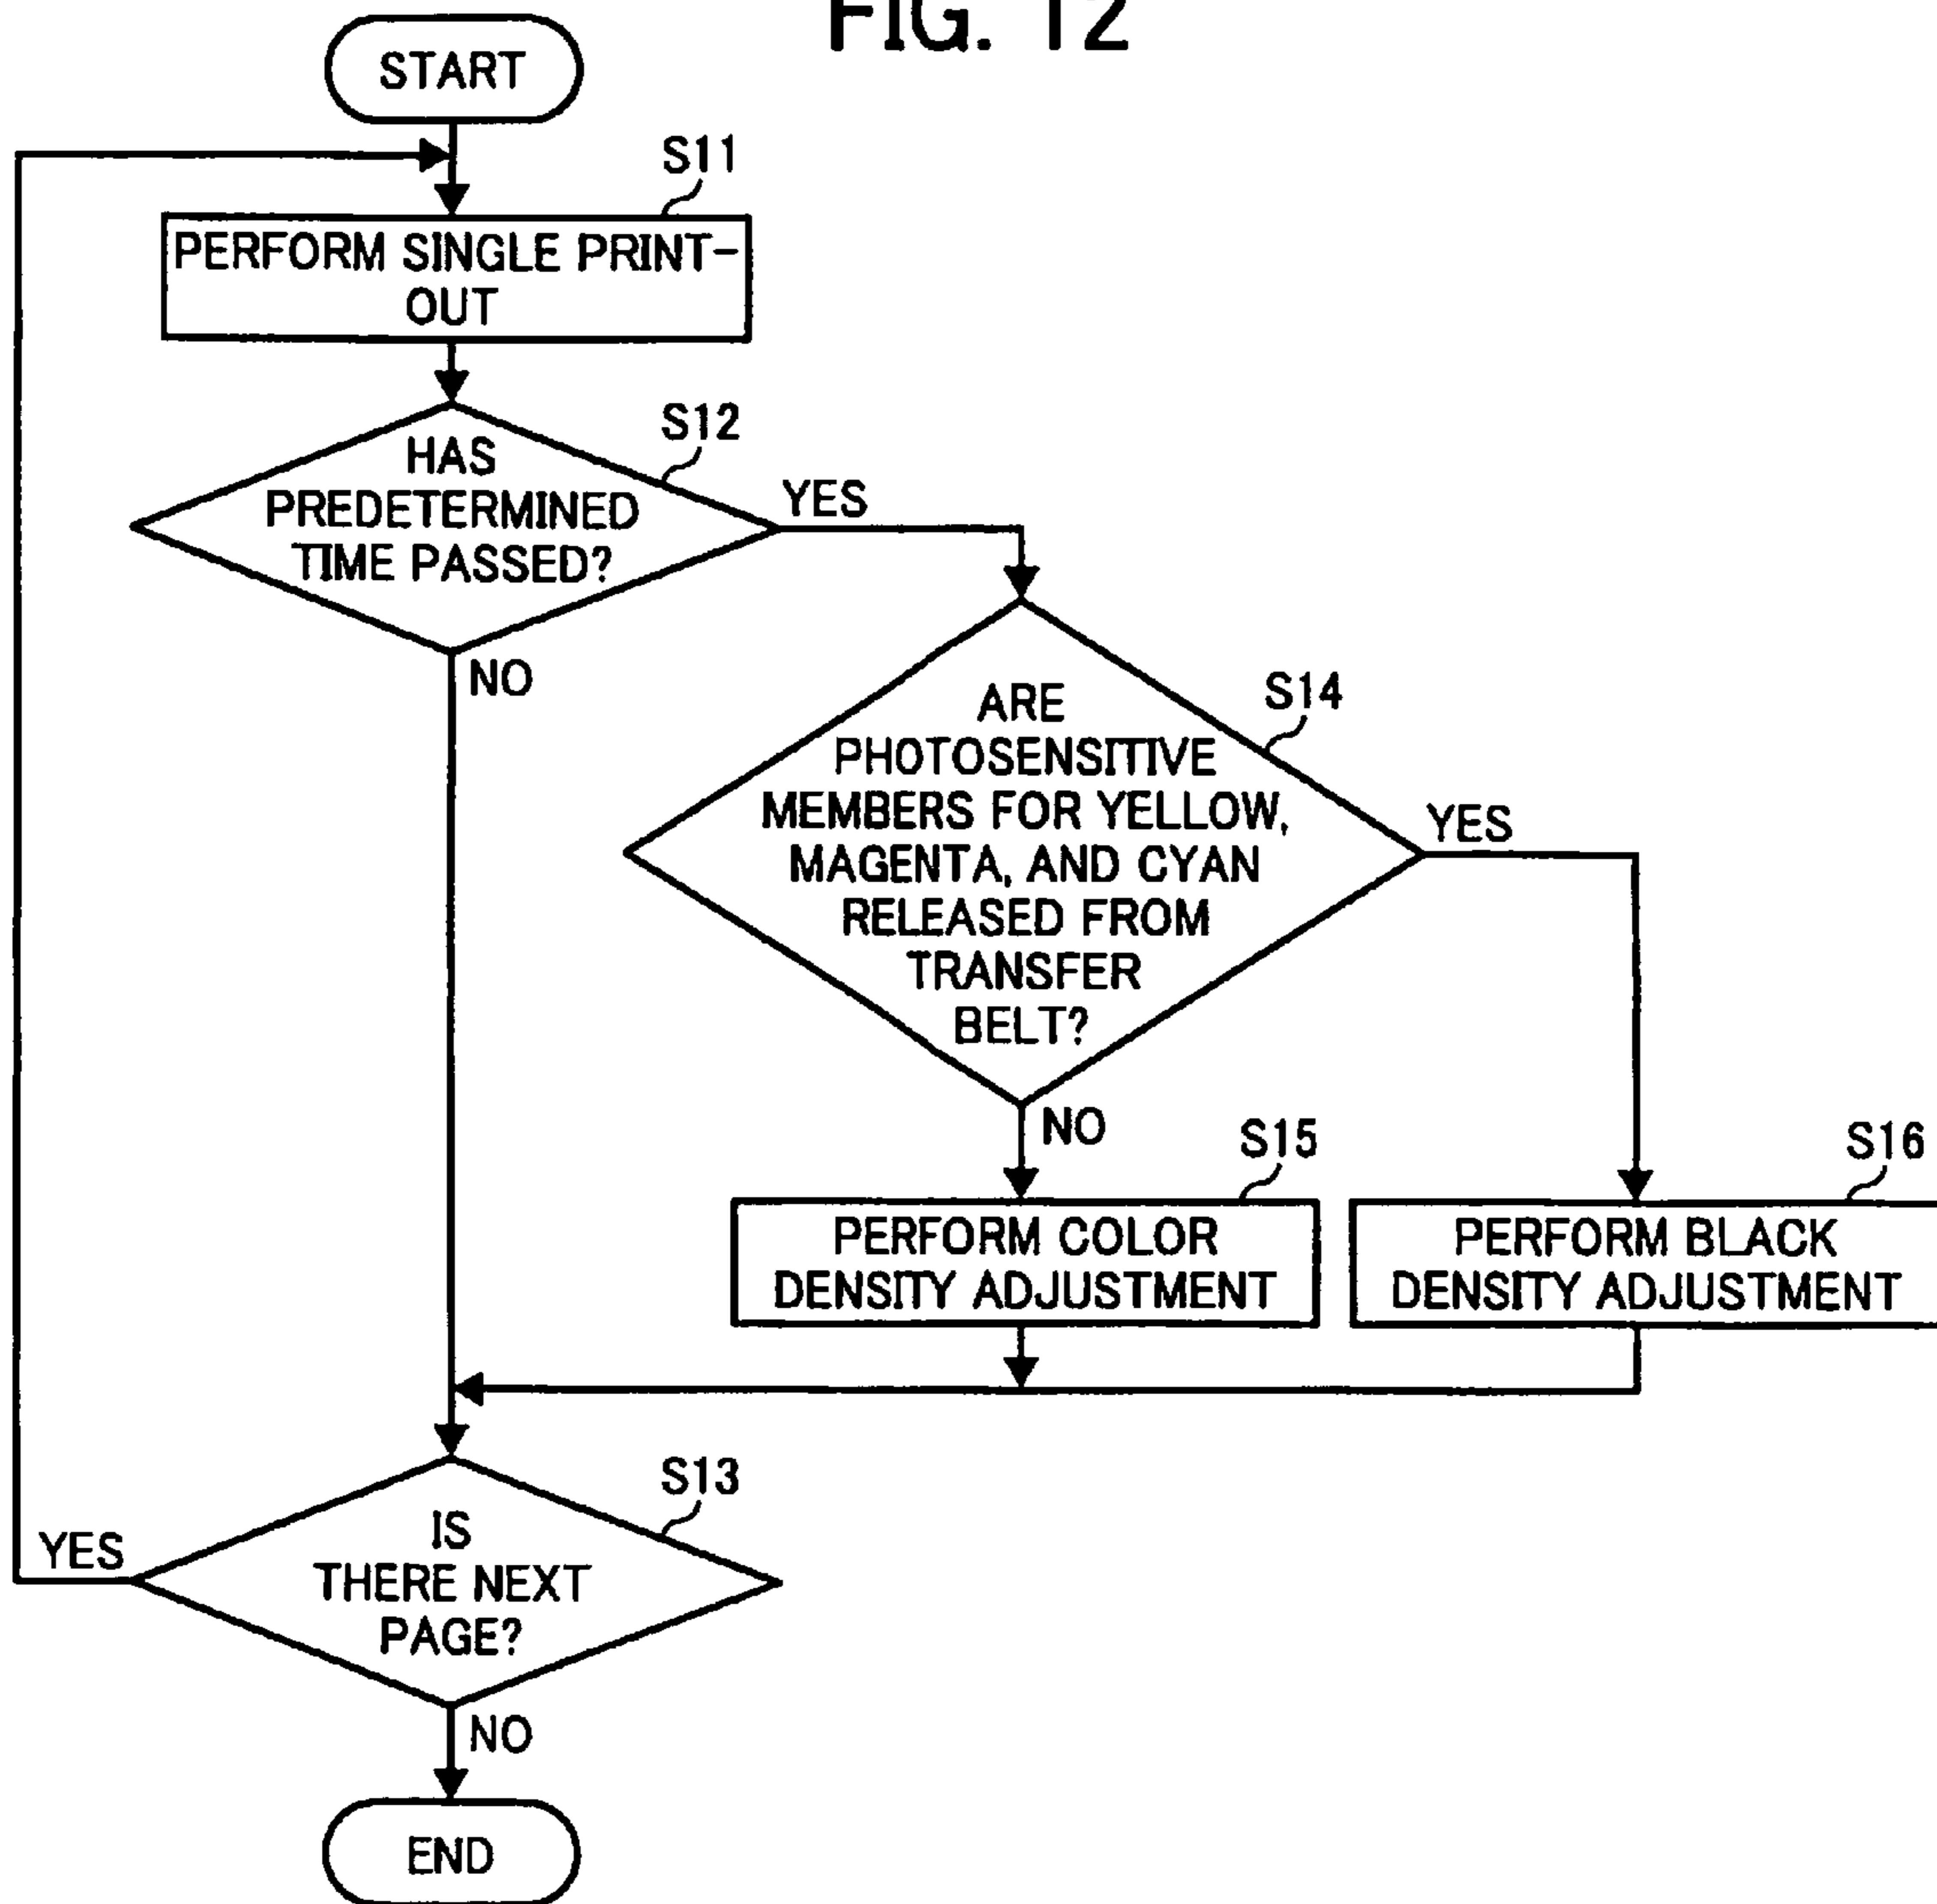 FIG. 12
START
S11
PERFORM SINGLE PRINT-
OUT
S12
HAS
PREDETERMINED
TIME PASSED?
YES
NO
S14
ARE
PHOTOSENSITIVE
MEMBERS FOR YELLOW,
MAGENTA, AND CYAN
RELEASED FROM
TRANSFER
BELT?
YES
NO
S15
PERFORM COLOR
DENSITY ADJUSTMENT
S16
PERFORM BLACK
DENSITY ADJUSTMENT
S13
IS
THERE NEXT
PAGE?
YES
NO
END